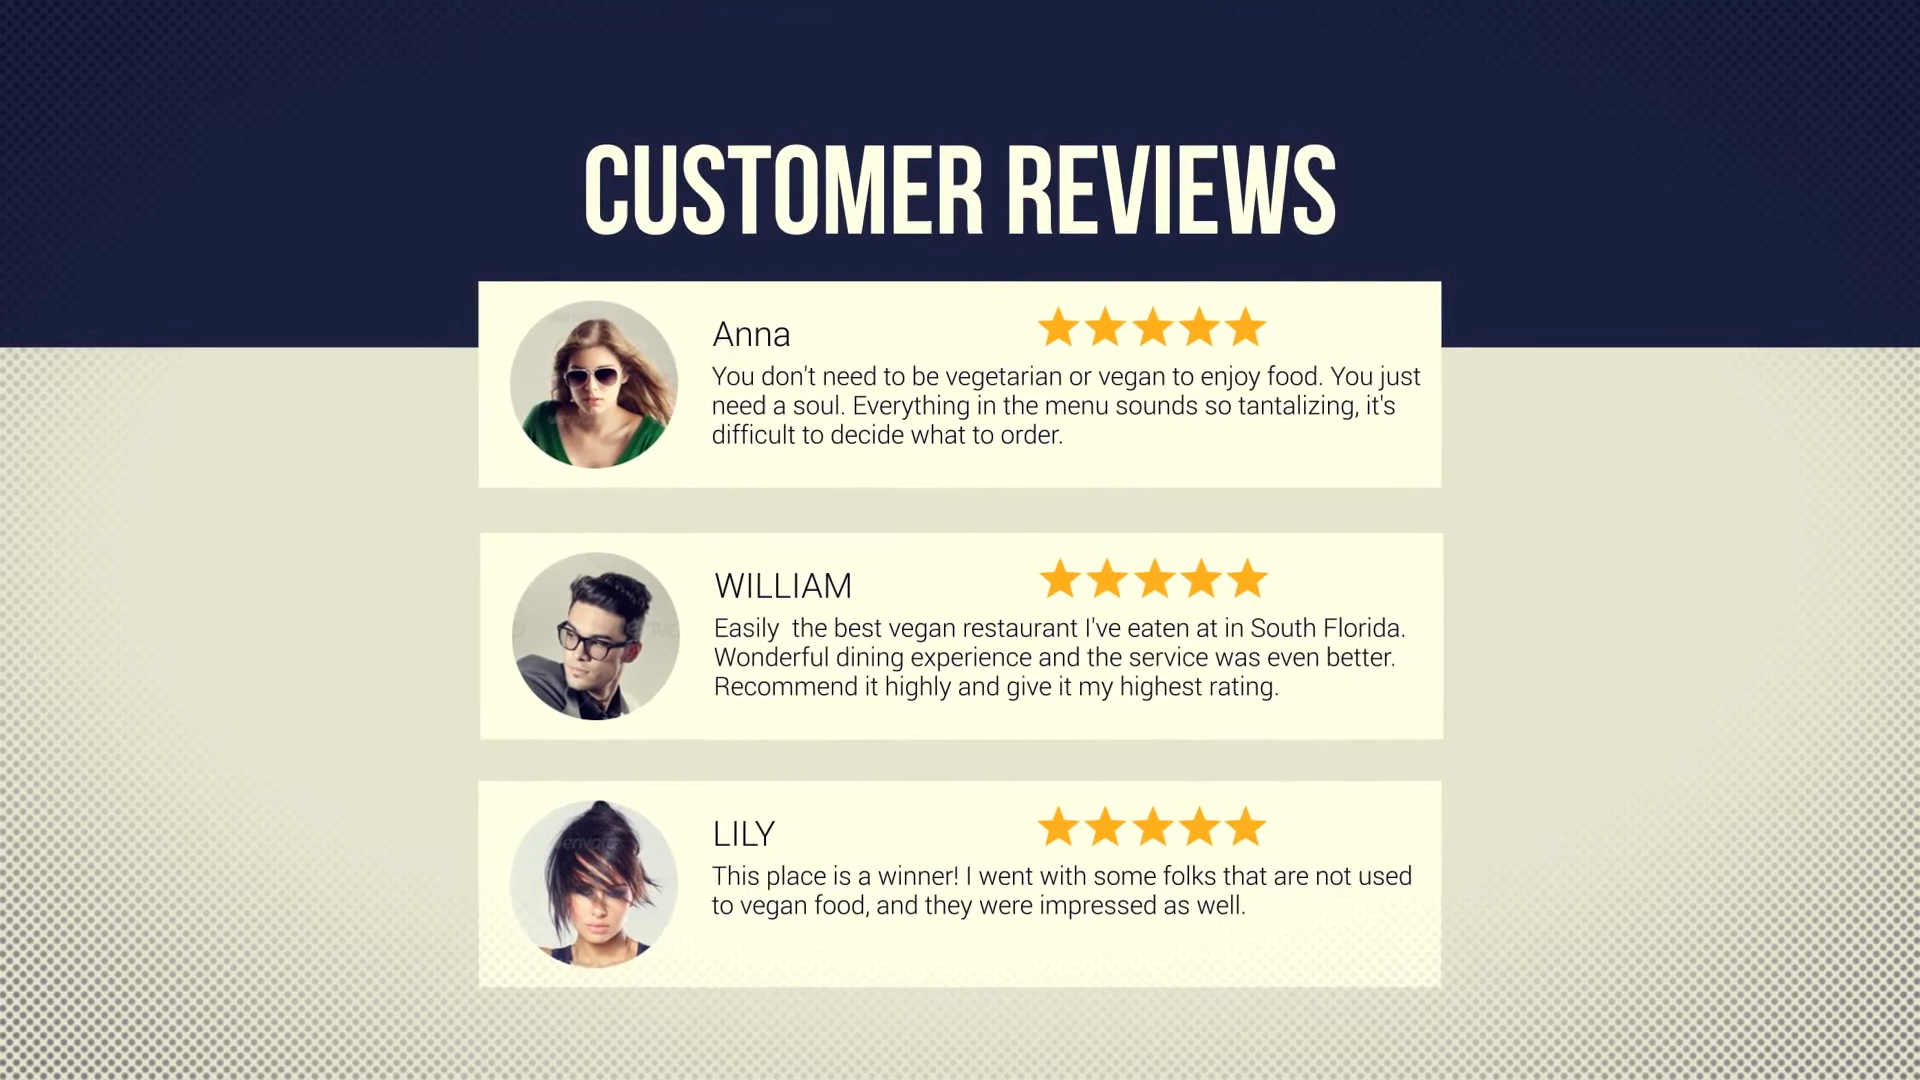 CUSTOMER REVIEWS
Anna
You don't need to be vegetarian or vegan to enjoy food. You just
need a soul. Everything in the menu sounds so tantalizing, it's
difficult to decide what to order.
WILLIAM
Easily  the best vegan restaurant I've eaten at in South Florida.
Wonderful dining experience and the service was even better.
Recommend it highly and give it my highest rating.
LILY
envato
This place is a winner! I went with some folks that are not used
to vegan food, and they were impressed as well.